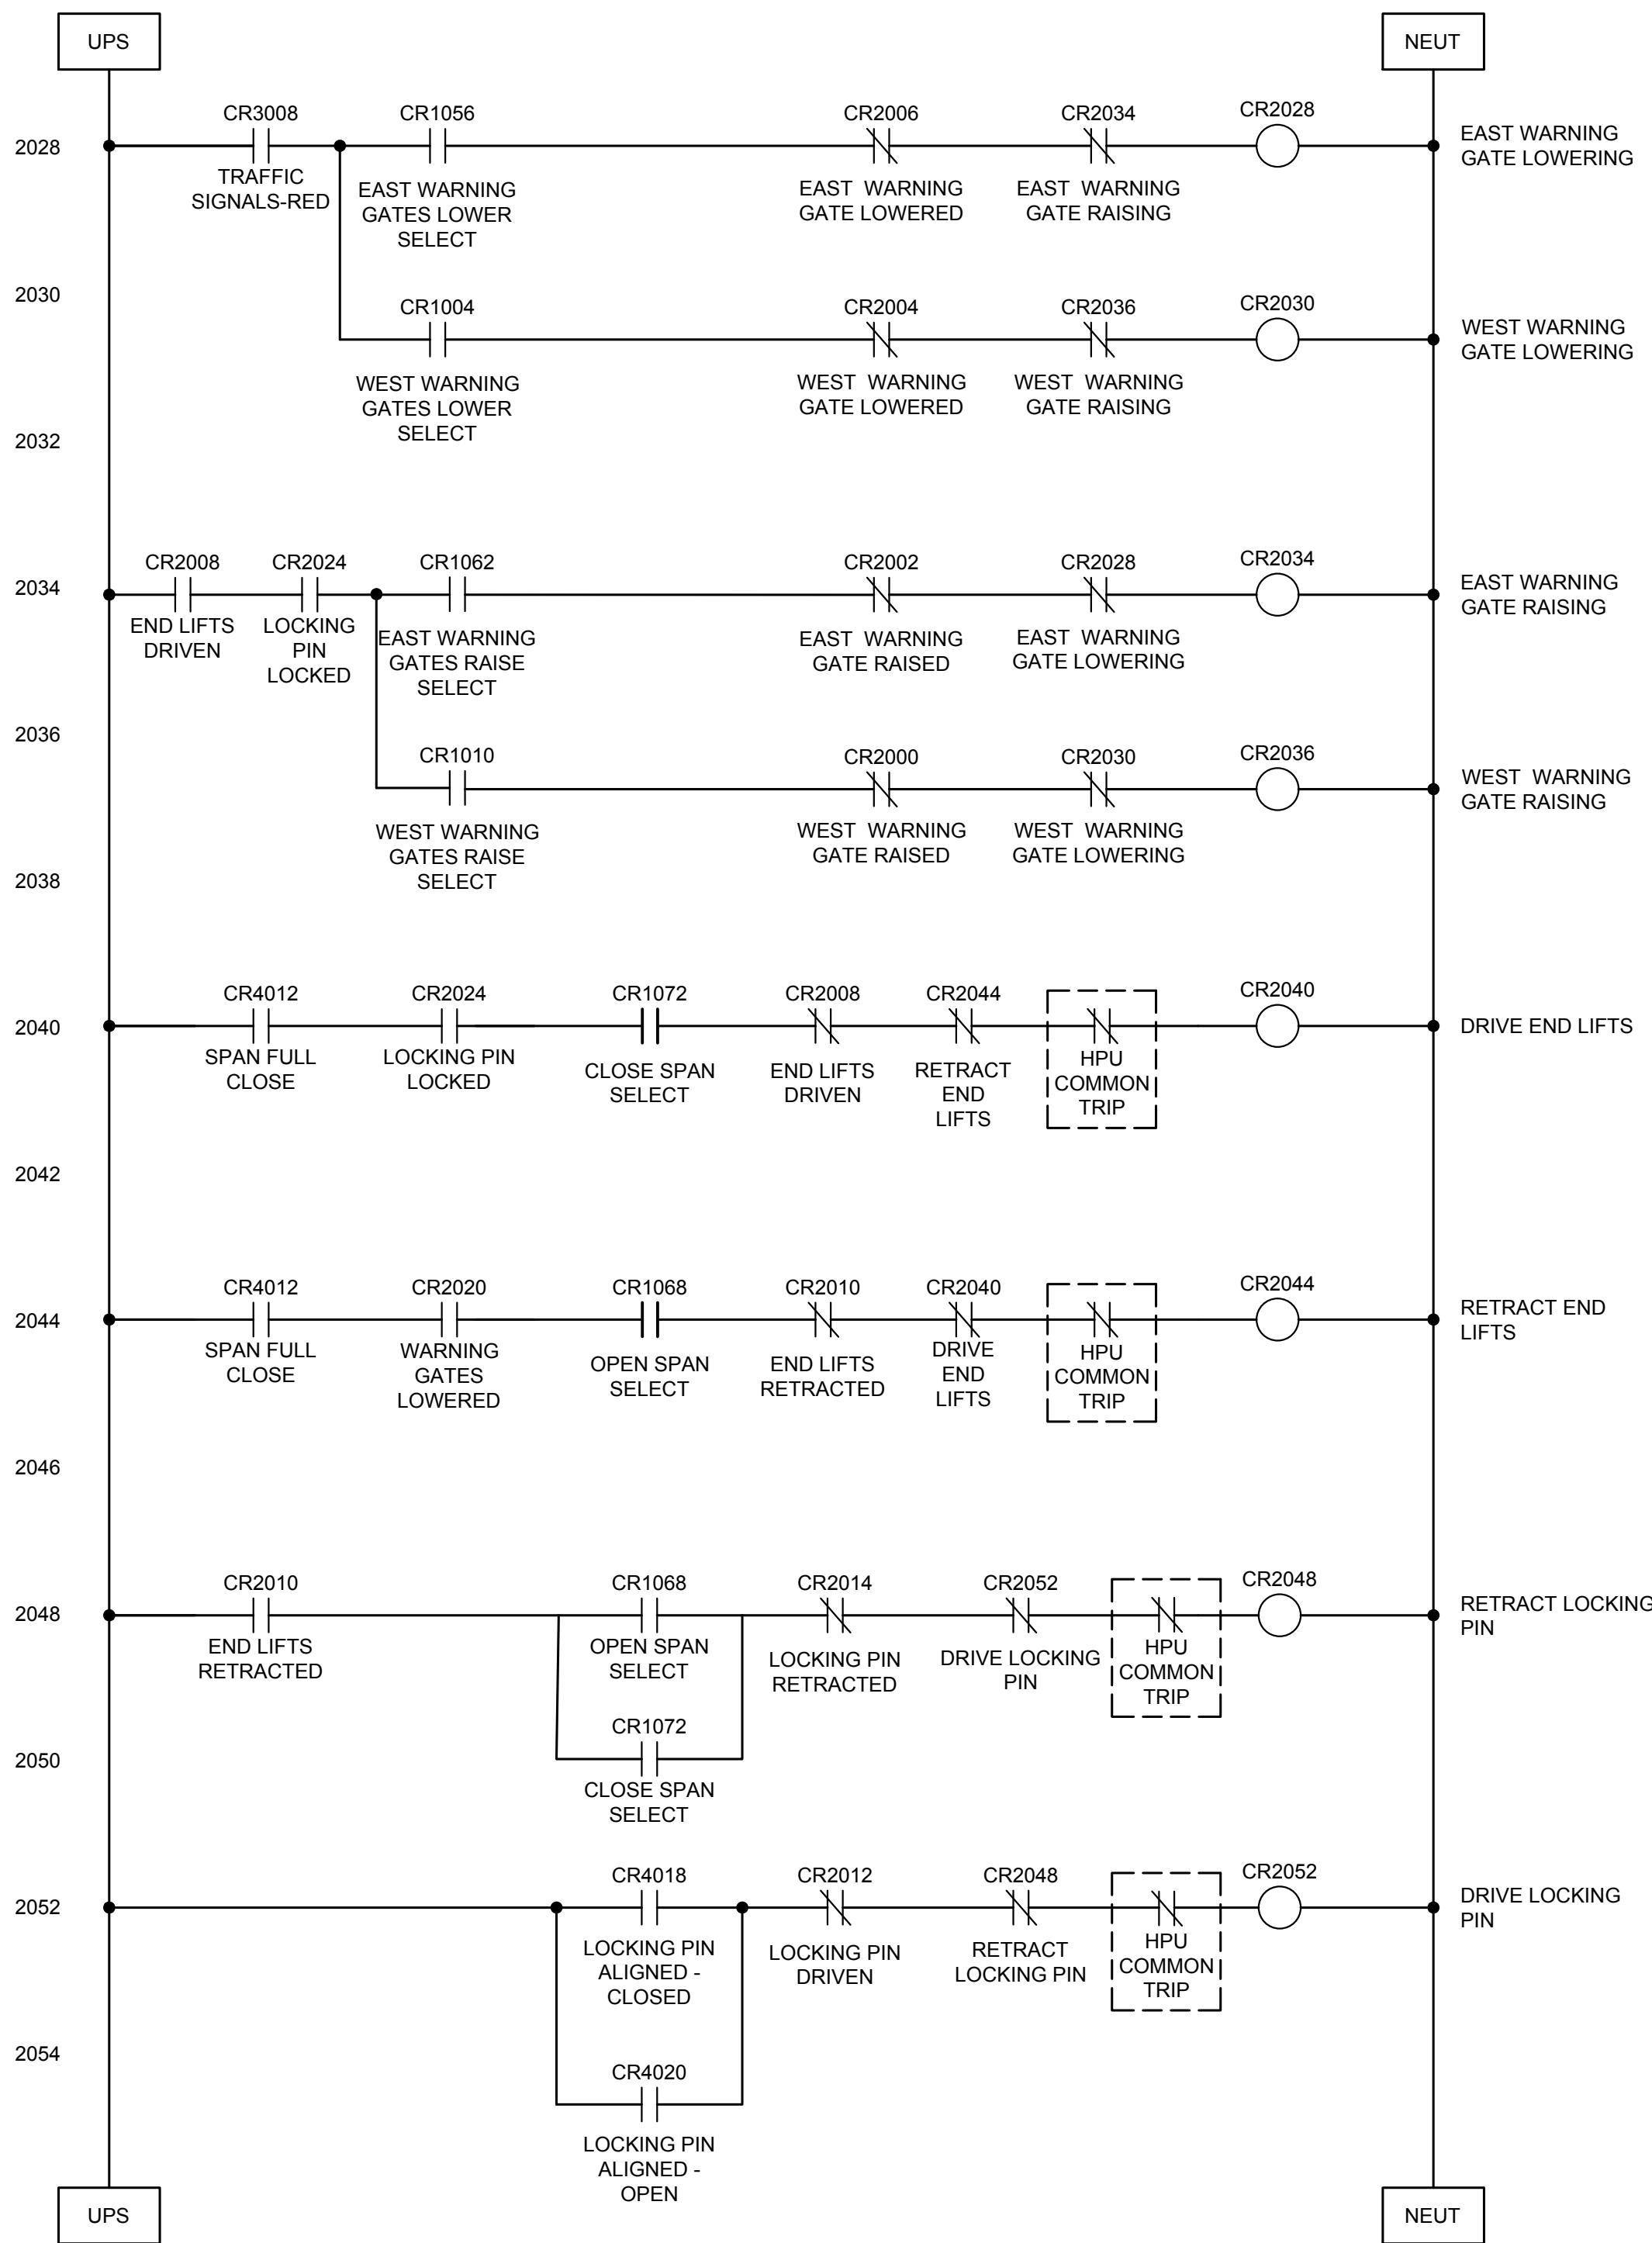 UPS
NEUT
2028
CR3008
CR1056
CR2006
CR2034
CR2028
TRAFFIC
SIGNALS-RED
EAST WARNING
GATES LOWER
SELECT
EAST WARNING
GATE LOWERED
EAST WARNING
GATE RAISING
EAST WARNING
GATE LOWERING
2030
CR1004
CR2004
CR2036
CR2030
WEST WARNING
GATES LOWER
SELECT
WEST WARNING
GATE LOWERED
WEST WARNING
GATE RAISING
WEST WARNING
GATE LOWERING
2032
2034
CR2008
CR2024
CR1062
CR2002
CR2028
CR2034
END LIFTS
DRIVEN
LOCKING
PIN
LOCKED
EAST WARNING
GATES RAISE
SELECT
EAST WARNING
GATE RAISED
EAST WARNING
GATE LOWERING
EAST WARNING
GATE RAISING
2036
CR1010
CR2000
CR2030
CR2036
WEST WARNING
GATES RAISE
SELECT
WEST WARNING
GATE RAISED
WEST WARNING
GATE LOWERING
WEST WARNING
GATE RAISING
2038
2040
CR4012
CR2024
CR1072
CR2008
CR2044
CR2040
SPAN FULL
CLOSE
LOCKING PIN
LOCKED
CLOSE SPAN
SELECT
END LIFTS
DRIVEN
RETRACT
END
LIFTS
HPU
COMMON
TRIP
DRIVE END LIFTS
2042
2044
CR4012
CR2020
CR1068
CR2010
CR2040
CR2044
SPAN FULL
CLOSE
WARNING
GATES
LOWERED
OPEN SPAN
SELECT
END LIFTS
RETRACTED
DRIVE
END
LIFTS
HPU
COMMON
TRIP
RETRACT END
LIFTS
2046
2048
CR2010
CR1068
CR2014
CR2052
CR2048
END LIFTS
RETRACTED
OPEN SPAN
SELECT
LOCKING PIN
RETRACTED
DRIVE LOCKING
PIN
HPU
COMMON
TRIP
RETRACT LOCKING
PIN
2050
CR1072
CLOSE SPAN
SELECT
2052
CR4018
CR2012
CR2048
CR2052
LOCKING PIN
ALIGNED -
CLOSED
LOCKING PIN
DRIVEN
RETRACT
LOCKING PIN
HPU
COMMON
TRIP
DRIVE LOCKING
PIN
2054
CR4020
LOCKING PIN
ALIGNED -
OPEN
UPS
NEUT